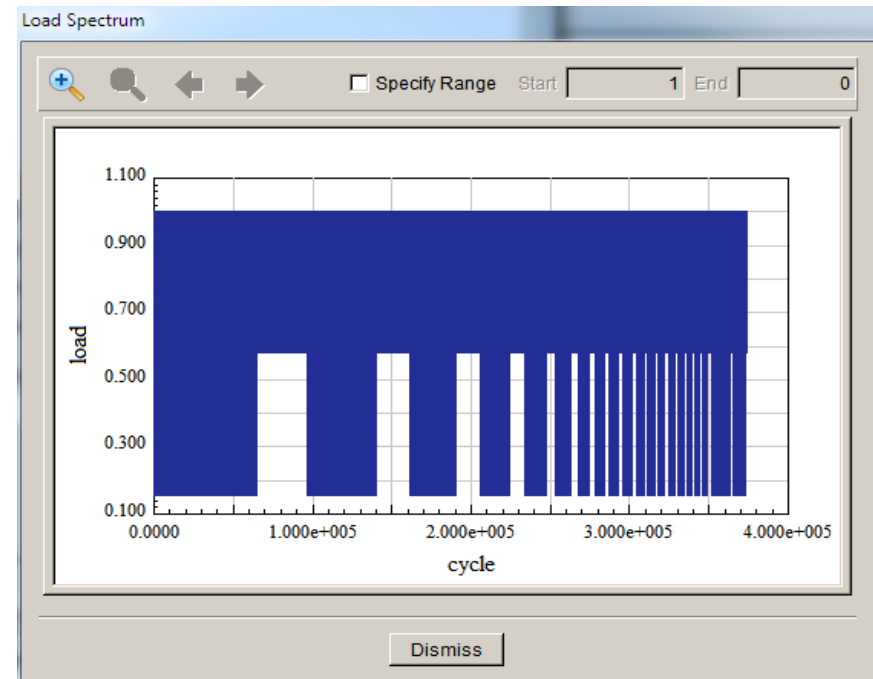 Load Spectrum
Specify Range Start 1 End 0
1.100
0.900
0.700
0.500
0.300
0.100
load
0.0000 1.000e+005 2.000e+005 3.000e+005 4.000e+005
cycle
Dismiss